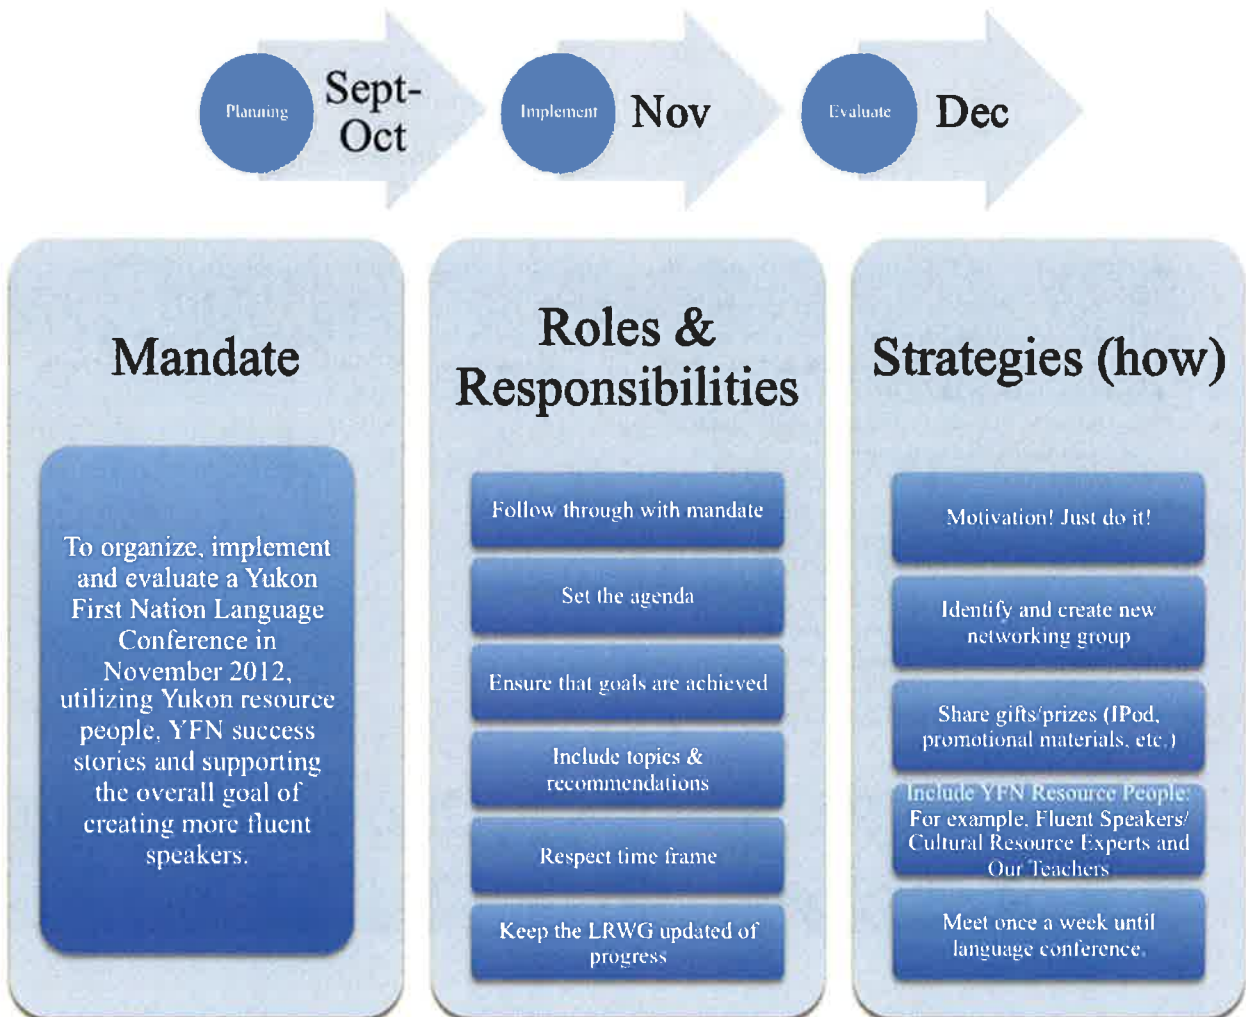 Planning
Sept-
Oct
Implement
Nov
Evaluate
Dec
Mandate
To organize, implement
and evaluate a Yukon
First Nation Language
Conference in
November 2012,
utilizing Yukon resource
people, YFN success
stories and supporting
the overall goal of
creating more fluent
speakers.
Roles &
Responsibilities
Follow through with mandate
Set the agenda
Ensure that goals are achieved
Include topics &
recommendations
Respect time frame
Keep the LRWG updated of
progress
Strategies (how)
Motivation! Just do it!
Identify and create new
networking group
Share gifts/prizes (IPod,
promotional materials, etc.)
Include YFN Resource People:
For example, Fluent Speakers/
Cultural Resource Experts and
Our Teachers
Meet once a week until
language conference.